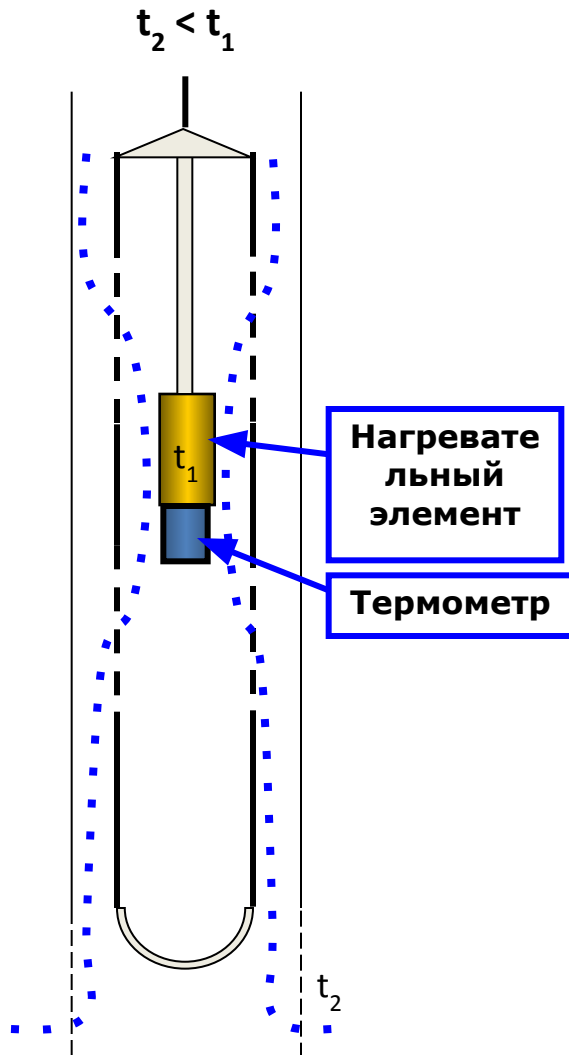 t2 < t1
t1
Нагревате
льный
элемент
Термометр
t2